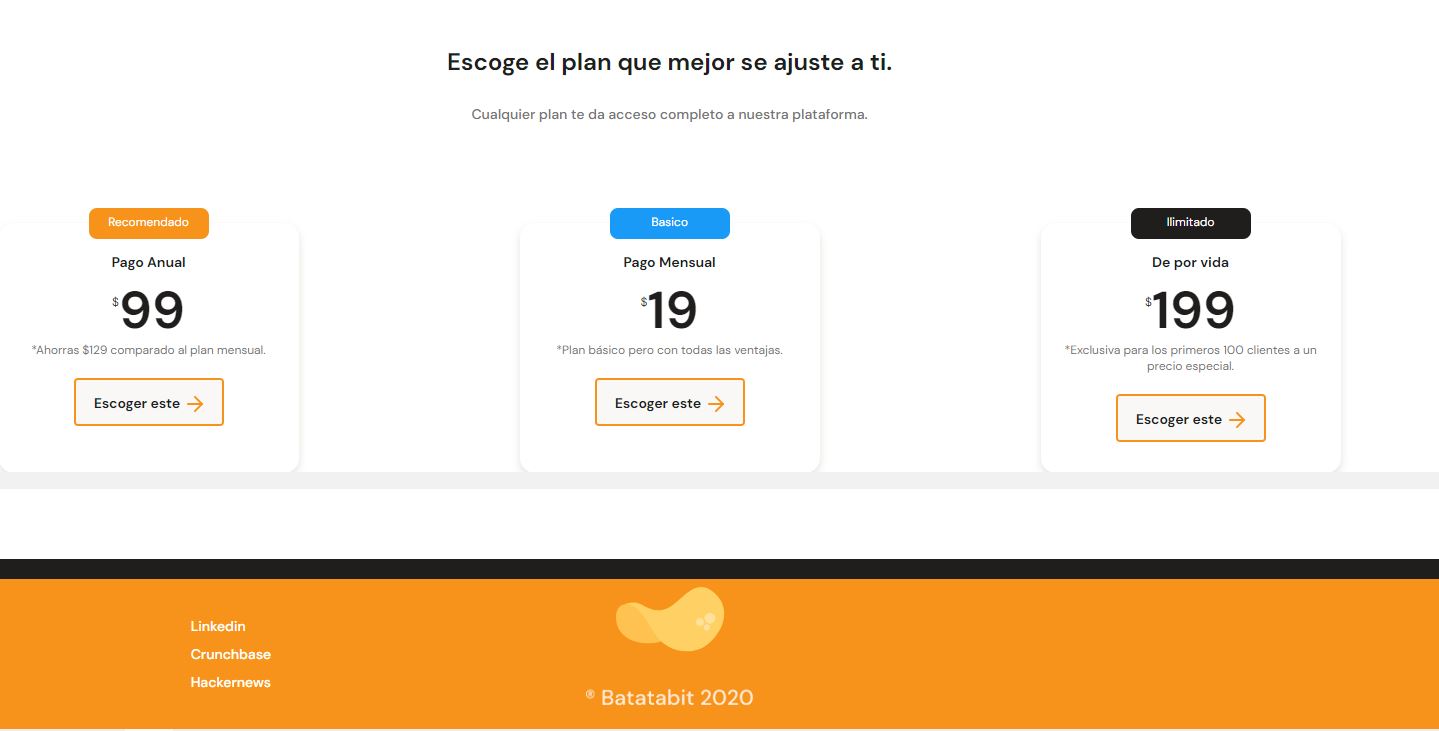 Escoge el plan que mejor se ajuste a ti.
Cualquier plan te da acceso completo a nuestra plataforma.
Recomendado
Pago Anual
$99
*Ahorras $129 comparado al plan mensual.
Escoger este
Basico
Pago Mensual
$19
*Plan básico pero con todas las ventajas.
Escoger este
Ilimitado
De por vida
$199
*Exclusiva para los primeros 100 clientes a un
precio especial.
Escoger este
Linkedin
Crunchbase
Hackernews
® Batatabit 2020